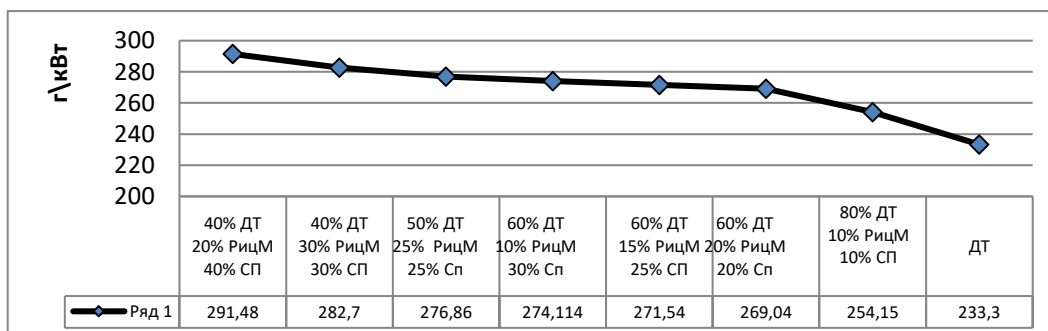 г\кВт
300
280
260
240
220
200
40% ДТ 40% ДТ 50% ДТ 60% ДТ 60% ДТ 60% ДТ 80% ДТ ДТ
20% РицМ 30% РицМ 25% РицМ 10% РицМ 15% РицМ 20% РицМ 10% РицМ
40% СП 30% СП 25% Сп 30% Сп 25% СП 20% Сп 10% СП
Ряд 1 291,48 282,7 276,86 274,114 271,54 269,04 254,15 233,3